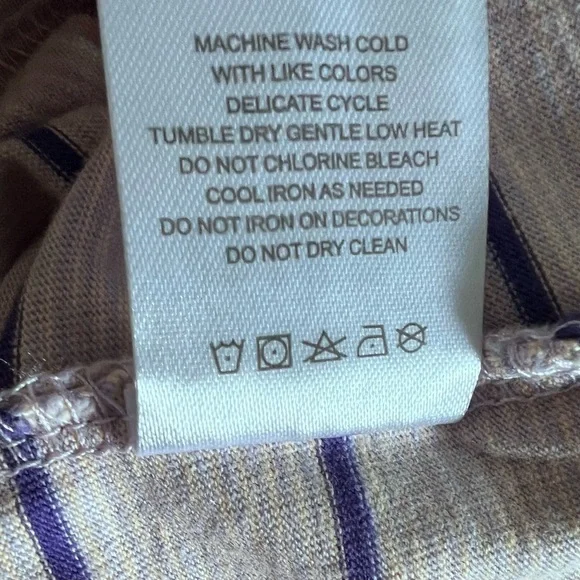 MACHINE WASH COLD
WITH LIKE COLORS
DELICATE CYCLE
TUMBLE DRY GENTLE LOW HEAT
DO NOT CHLORINE BLEACH
COOL IRON AS NEEDED
DO NOT IRON ON DECORATIONS
DO NOT DRY CLEAN